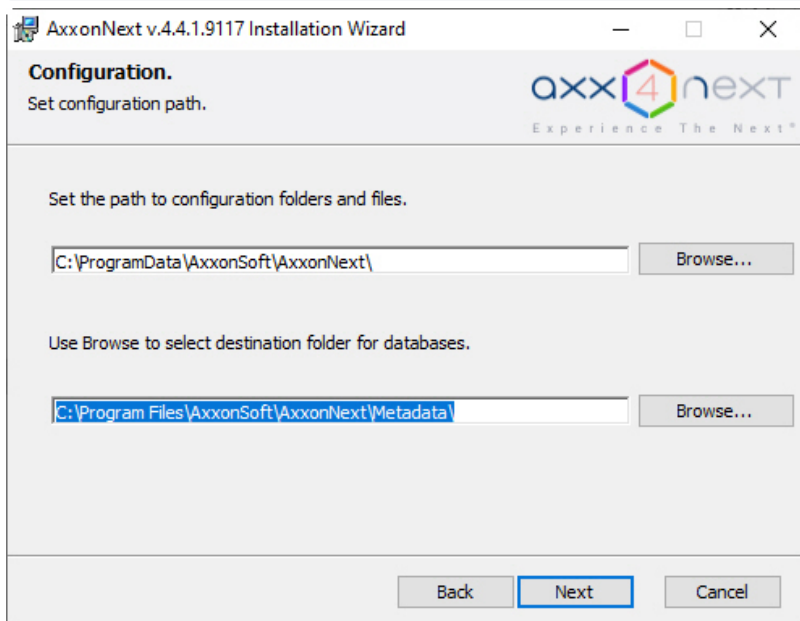 AxxonNext v.4.4.1.9117 Installation Wizard
Configuration.
Set configuration path.
axx4next
Experience The Next®
Set the path to configuration folders and files.
C:\ProgramData\AxxonSoft\AxxonNext\
Browse...
Use Browse to select destination folder for databases.
C:\Program Files\AxxonSoft\AxxonNext\Metadata\
Browse...
Back
Next
Cancel